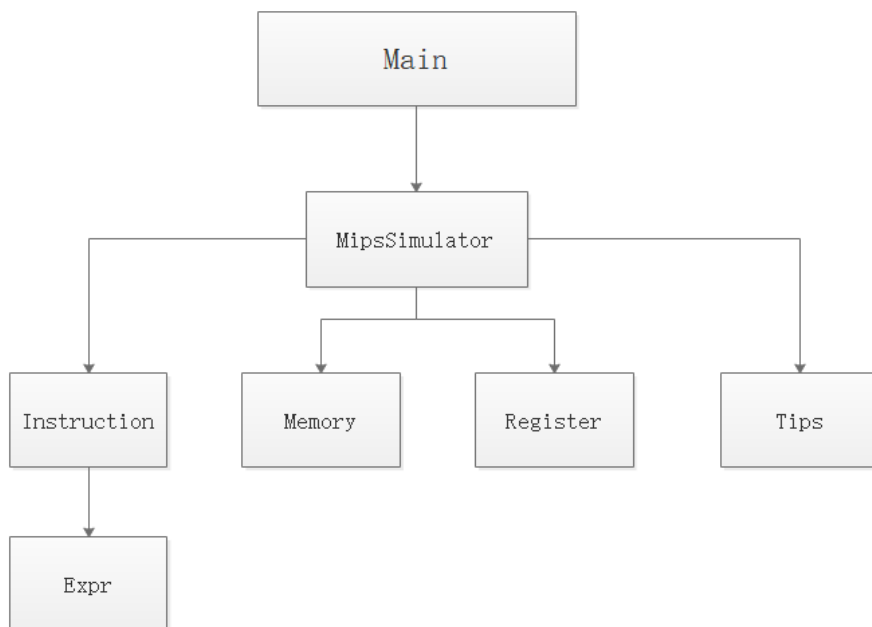 Main
MipsSimulator
Instruction
Memory
Register
Tips
Expr